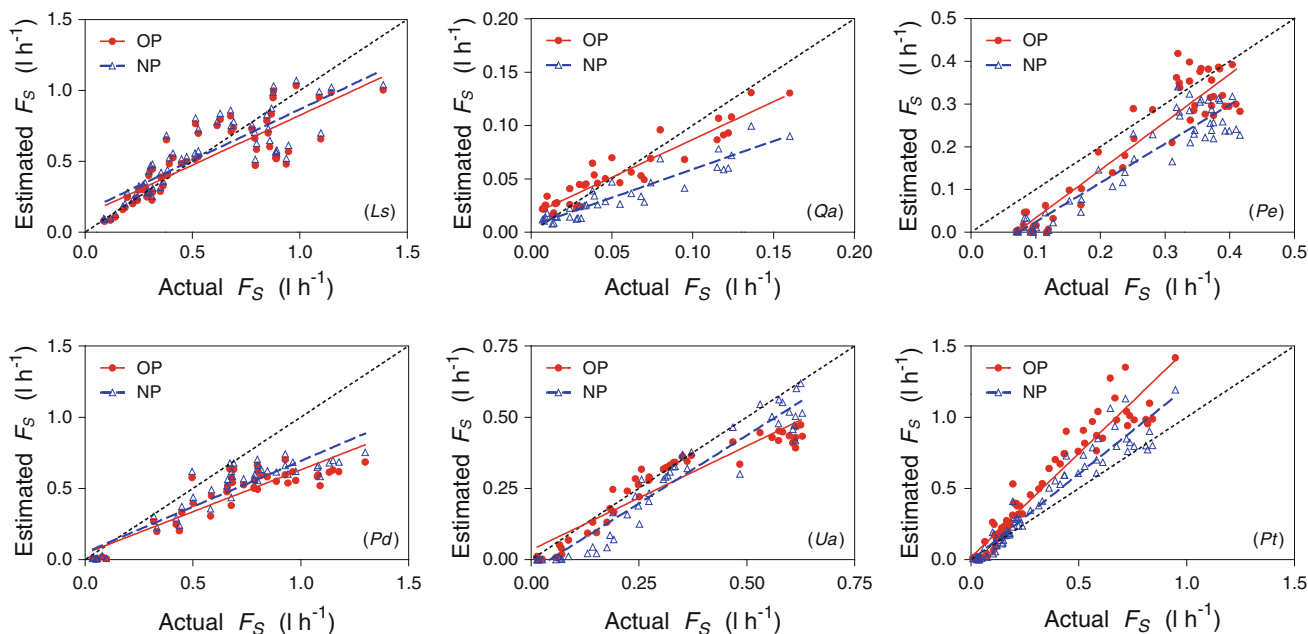 Estimated F_S (l h⁻¹)
1.5
1.0
0.5
0.0
OP
NP
(Ls)
0.0 0.5 1.0 1.5
Actual F_S (l h⁻¹)
Estimated F_S (l h⁻¹)
0.20
0.15
0.10
0.05
0.00
OP
NP
(Qa)
0.00 0.05 0.10 0.15 0.20
Actual F_S (l h⁻¹)
Estimated F_S (l h⁻¹)
0.5
0.4
0.3
0.2
0.1
0.0
OP
NP
(Pe)
0.0 0.1 0.2 0.3 0.4 0.5
Actual F_S (l h⁻¹)
Estimated F_S (l h⁻¹)
1.5
1.0
0.5
0.0
OP
NP
(Pd)
0.0 0.5 1.0 1.5
Actual F_S (l h⁻¹)
Estimated F_S (l h⁻¹)
0.75
0.50
0.25
0.00
OP
NP
(Ua)
0.00 0.25 0.50 0.75
Actual F_S (l h⁻¹)
Estimated F_S (l h⁻¹)
1.5
1.0
0.5
0.0
OP
NP
(Pt)
0.0 0.5 1.0 1.5
Actual F_S (l h⁻¹)